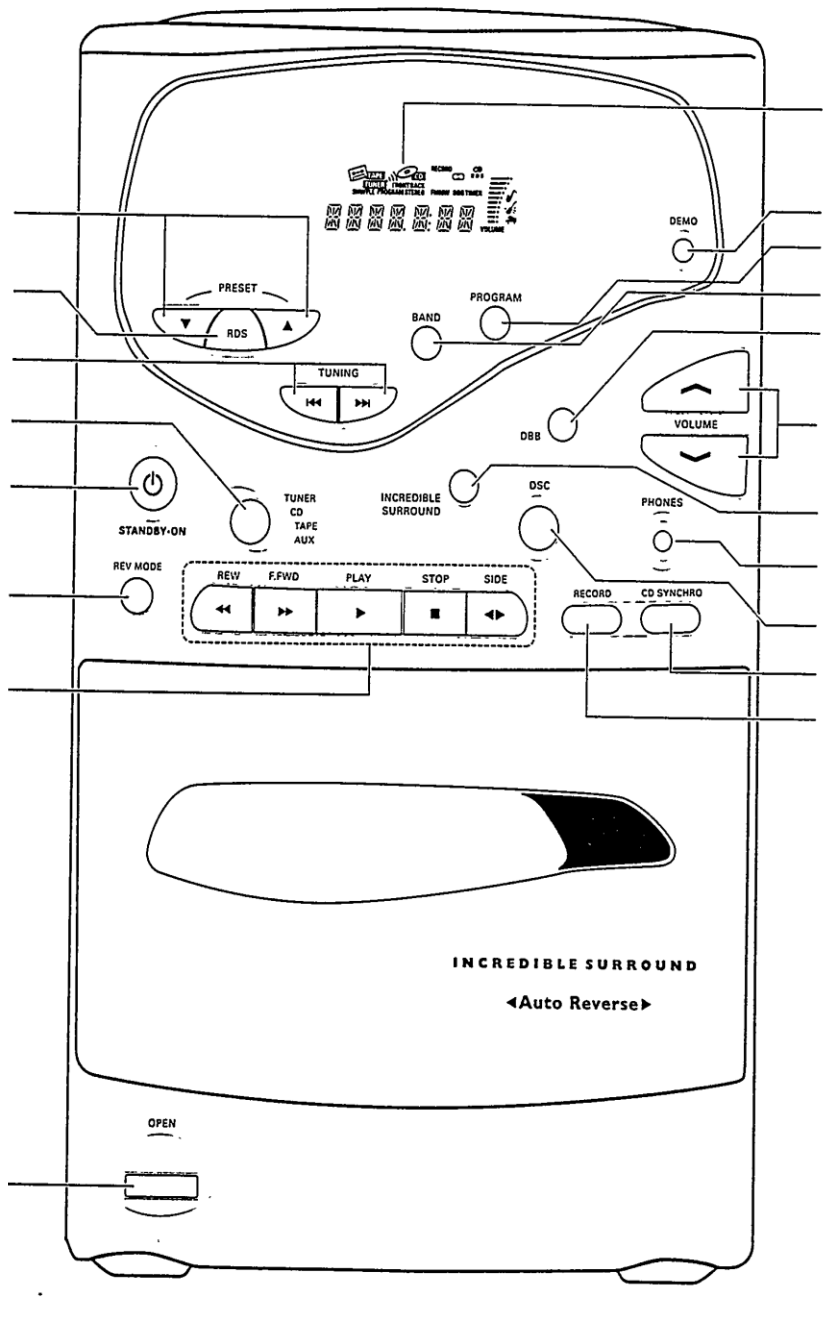 TAPE CD RECORD CD
TUNER
SHUFFLE PROGRAM STEREO
VOLUME
DEMO
PRESET
PROGRAM
▼ RDS ▲
BAND
TUNING
VOLUME
DBB
DSC
TUNER
CD
TAPE
AUX
INCREDIBLE
SURROUND
PHONES
STANDBY•ON
REV MODE
REW F.FWD PLAY STOP SIDE
RECORD CD SYNCHRO
INCREDIBLE SURROUND
◀Auto Reverse▶
OPEN